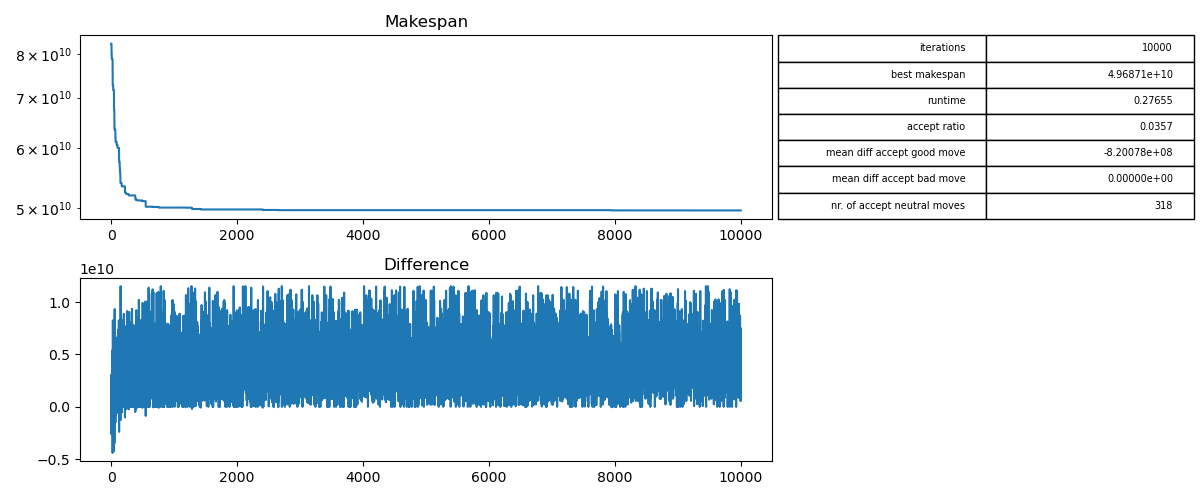 Makespan
8 × 10^10
7 × 10^10
6 × 10^10
5 × 10^10
0 2000 4000 6000 8000 10000
iterations 10000
best makespan 4.96871e+10
runtime 0.27655
accept ratio 0.0357
mean diff accept good move -8.20078e+08
mean diff accept bad move 0.00000e+00
nr. of accept neutral moves 318
Difference
1e10
1.0
0.5
0.0
−0.5
0 2000 4000 6000 8000 10000